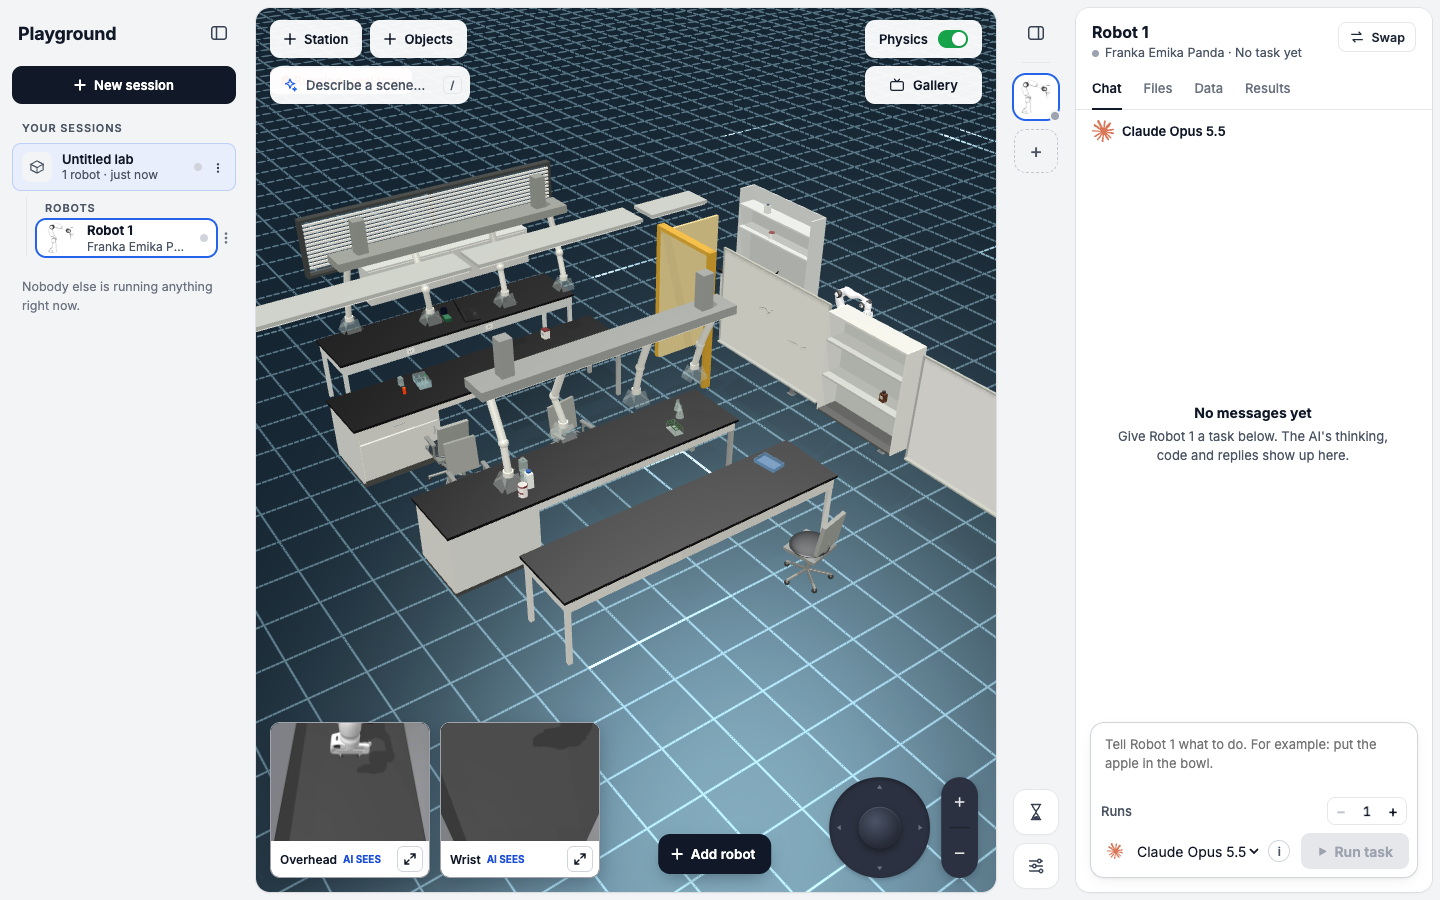 Playground
New session
YOUR SESSIONS
Untitled lab
1 robot · just now
ROBOTS
Robot 1
Franka Emika P...
Nobody else is running anything
right now.
Station
Objects
Describe a scene...
/
Physics
Gallery
Overhead AI SEES
Wrist AI SEES
Add robot
Robot 1
Franka Emika Panda · No task yet
Swap
Chat
Files
Data
Results
Claude Opus 5.5
No messages yet
Give Robot 1 a task below. The AI's thinking,
code and replies show up here.
Tell Robot 1 what to do. For example: put the
apple in the bowl.
Runs
1
Claude Opus 5.5
i
Run task